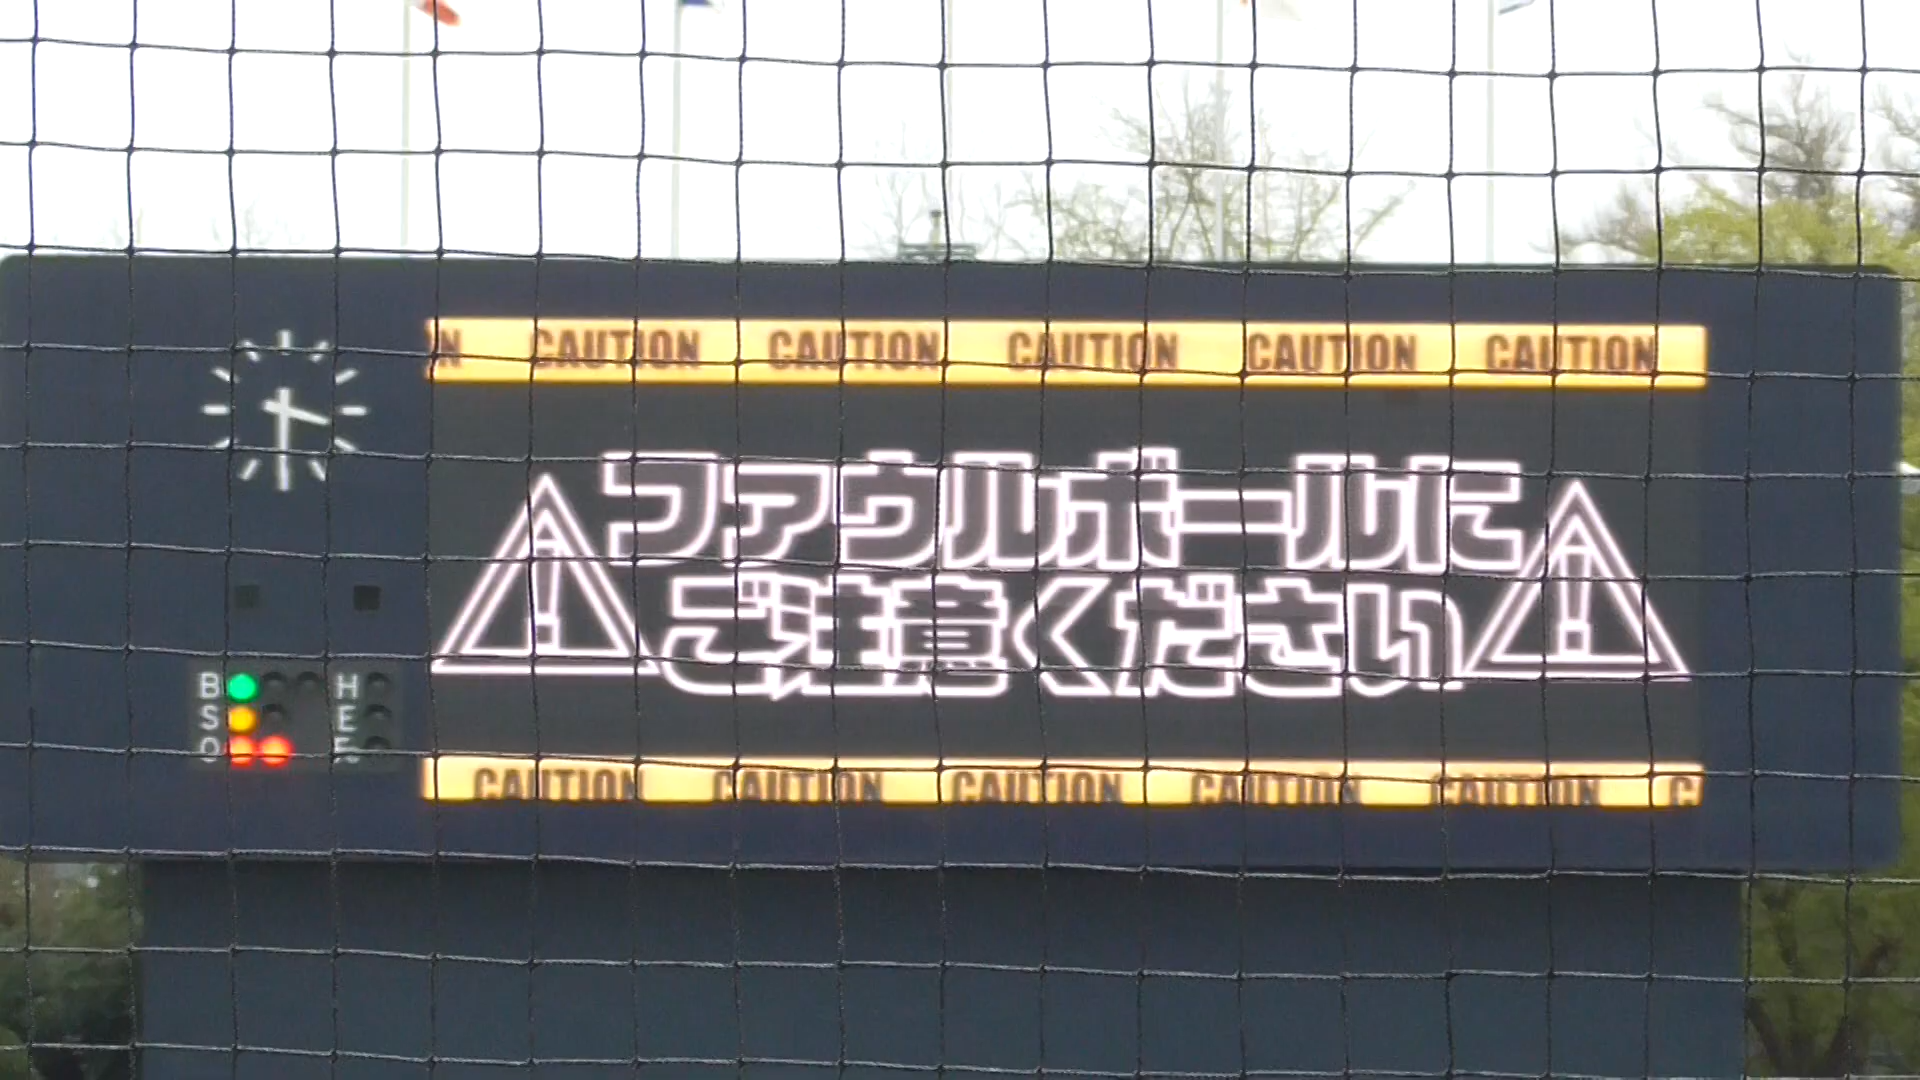 N CAUTION CAUTION CAUTION CAUTION CAUTION
ファウルボールに
ご注意ください
B H
S E
O F
CAUTION CAUTION CAUTION CAUTION CAUTION C